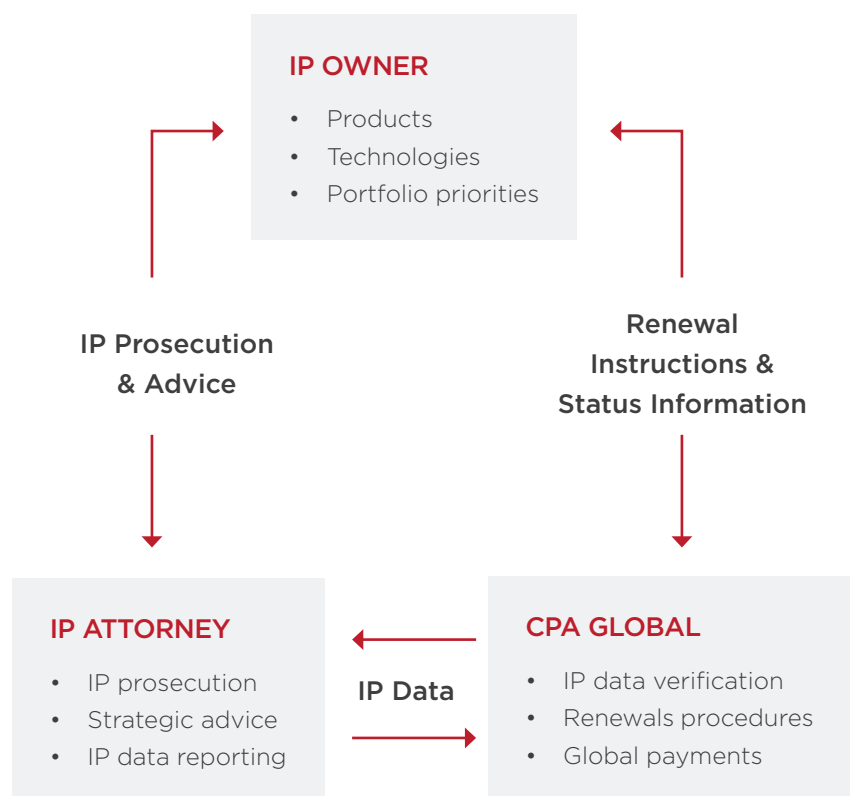 IP OWNER
• Products
• Technologies
• Portfolio priorities
IP Prosecution
& Advice
Renewal
Instructions &
Status Information
IP ATTORNEY
• IP prosecution
• Strategic advice
• IP data reporting
IP Data
CPA GLOBAL
• IP data verification
• Renewals procedures
• Global payments